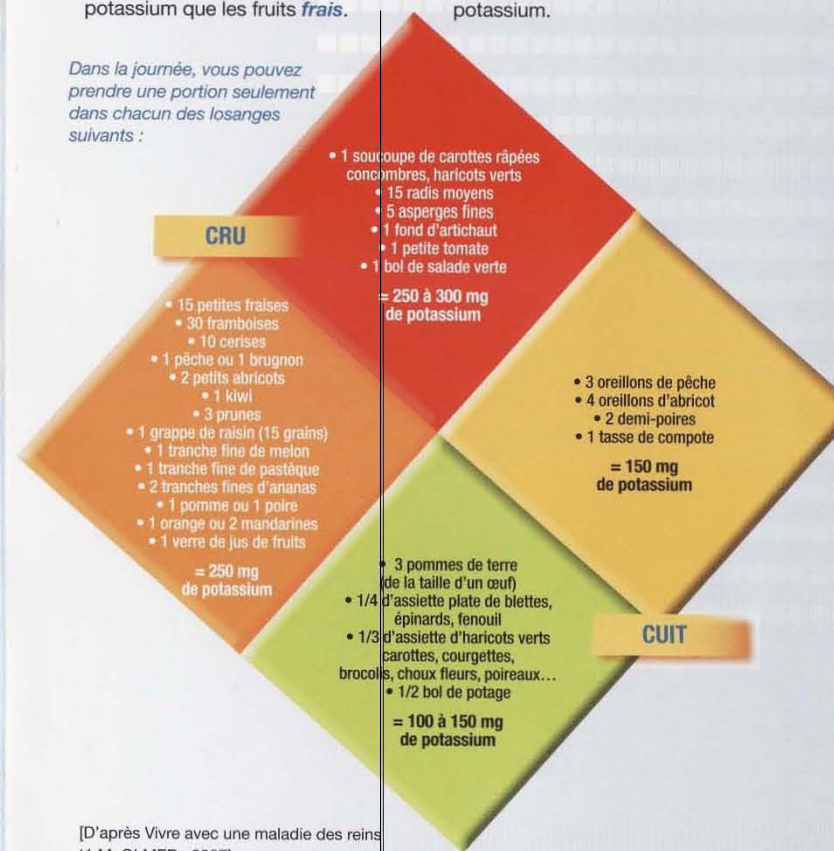 potassium que les fruits frais.
potassium.
Dans la journée, vous pouvez
prendre une portion seulement
dans chacun des losanges
suivants :
• 1 soucoupe de carottes râpées
concombres, haricots verts
• 15 radis moyens
• 5 asperges fines
• 1 fond d'artichaut
• 1 petite tomate
• 1 bol de salade verte
= 250 à 300 mg
de potassium
CRU
• 15 petites fraises
• 30 framboises
• 10 cerises
• 1 pêche ou 1 brugnon
• 2 petits abricots
• 1 kiwi
• 3 prunes
• 1 grappe de raisin (15 grains)
• 1 tranche fine de melon
• 1 tranche fine de pastèque
• 2 tranches fines d'ananas
• 1 pomme ou 1 poire
• 1 orange ou 2 mandarines
• 1 verre de jus de fruits
= 250 mg
de potassium
• 3 oreillons de pêche
• 4 oreillons d'abricot
• 2 demi-poires
• 1 tasse de compote
= 150 mg
de potassium
• 3 pommes de terre
(de la taille d'un œuf)
• 1/4 d'assiette plate de blettes,
épinards, fenouil
• 1/3 d'assiette d'haricots verts
carottes, courgettes,
brocolis, choux fleurs, poireaux...
• 1/2 bol de potage
= 100 à 150 mg
de potassium
CUIT
[D'après Vivre avec une maladie des reins